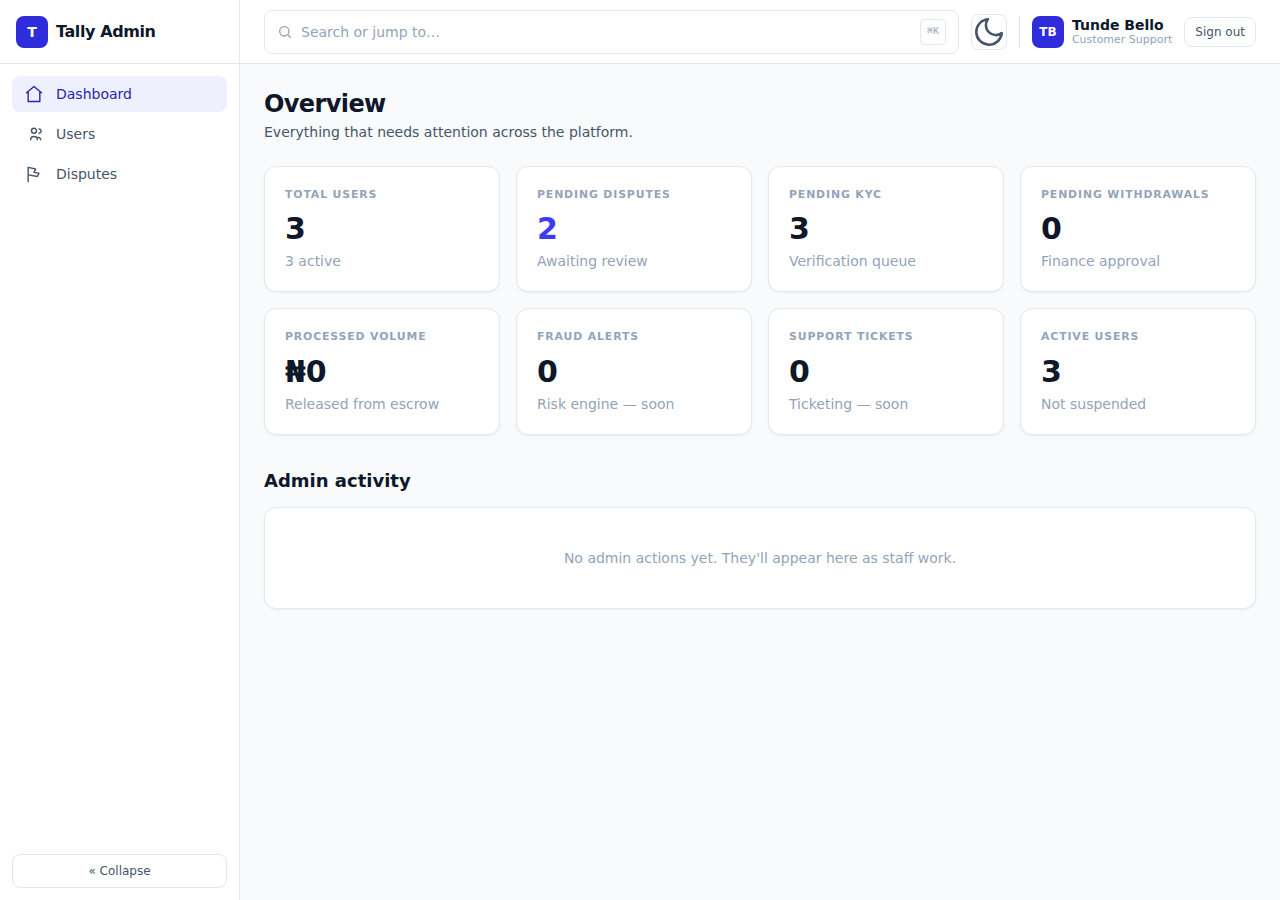 T Tally Admin
Search or jump to...
⌘K
TB
Tunde Bello
Customer Support
Sign out
Dashboard
Users
Disputes
« Collapse
Overview
Everything that needs attention across the platform.
TOTAL USERS
3
3 active
PENDING DISPUTES
2
Awaiting review
PENDING KYC
3
Verification queue
PENDING WITHDRAWALS
0
Finance approval
PROCESSED VOLUME
₦0
Released from escrow
FRAUD ALERTS
0
Risk engine — soon
SUPPORT TICKETS
0
Ticketing — soon
ACTIVE USERS
3
Not suspended
Admin activity
No admin actions yet. They'll appear here as staff work.